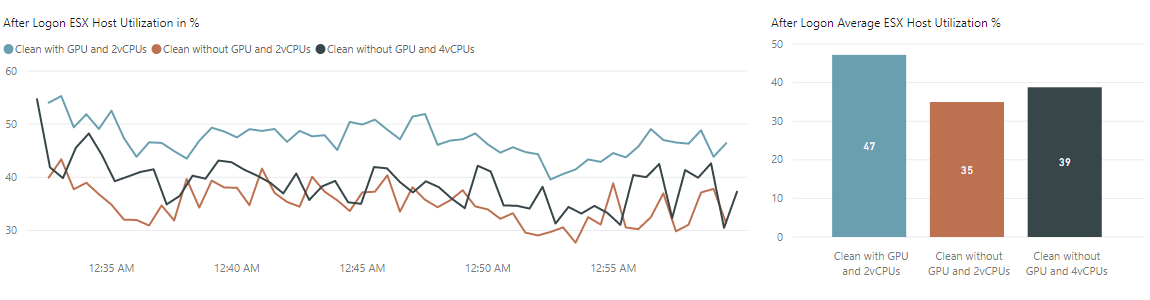 After Logon ESX Host Utilization in %
Clean with GPU and 2vCPUs Clean without GPU and 2vCPUs Clean without GPU and 4vCPUs
60
50
40
30
12:35 AM 12:40 AM 12:45 AM 12:50 AM 12:55 AM
After Logon Average ESX Host Utilization %
50
40
30
20
10
0
47
35
39
Clean with GPU
and 2vCPUs
Clean without
GPU and 2vCPUs
Clean without
GPU and 4vCPUs